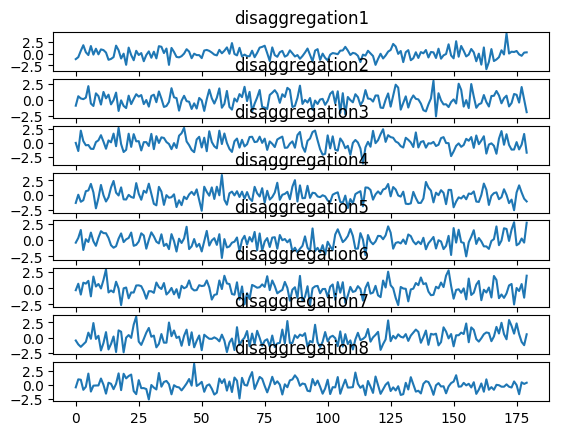 disaggregation1
2.5
0.0
−2.5
disaggregation2
2.5
0.0
−2.5
disaggregation3
2.5
0.0
−2.5
disaggregation4
2.5
0.0
−2.5
disaggregation5
2.5
0.0
−2.5
disaggregation6
2.5
0.0
−2.5
disaggregation7
2.5
0.0
−2.5
disaggregation8
2.5
0.0
−2.5
0 25 50 75 100 125 150 175